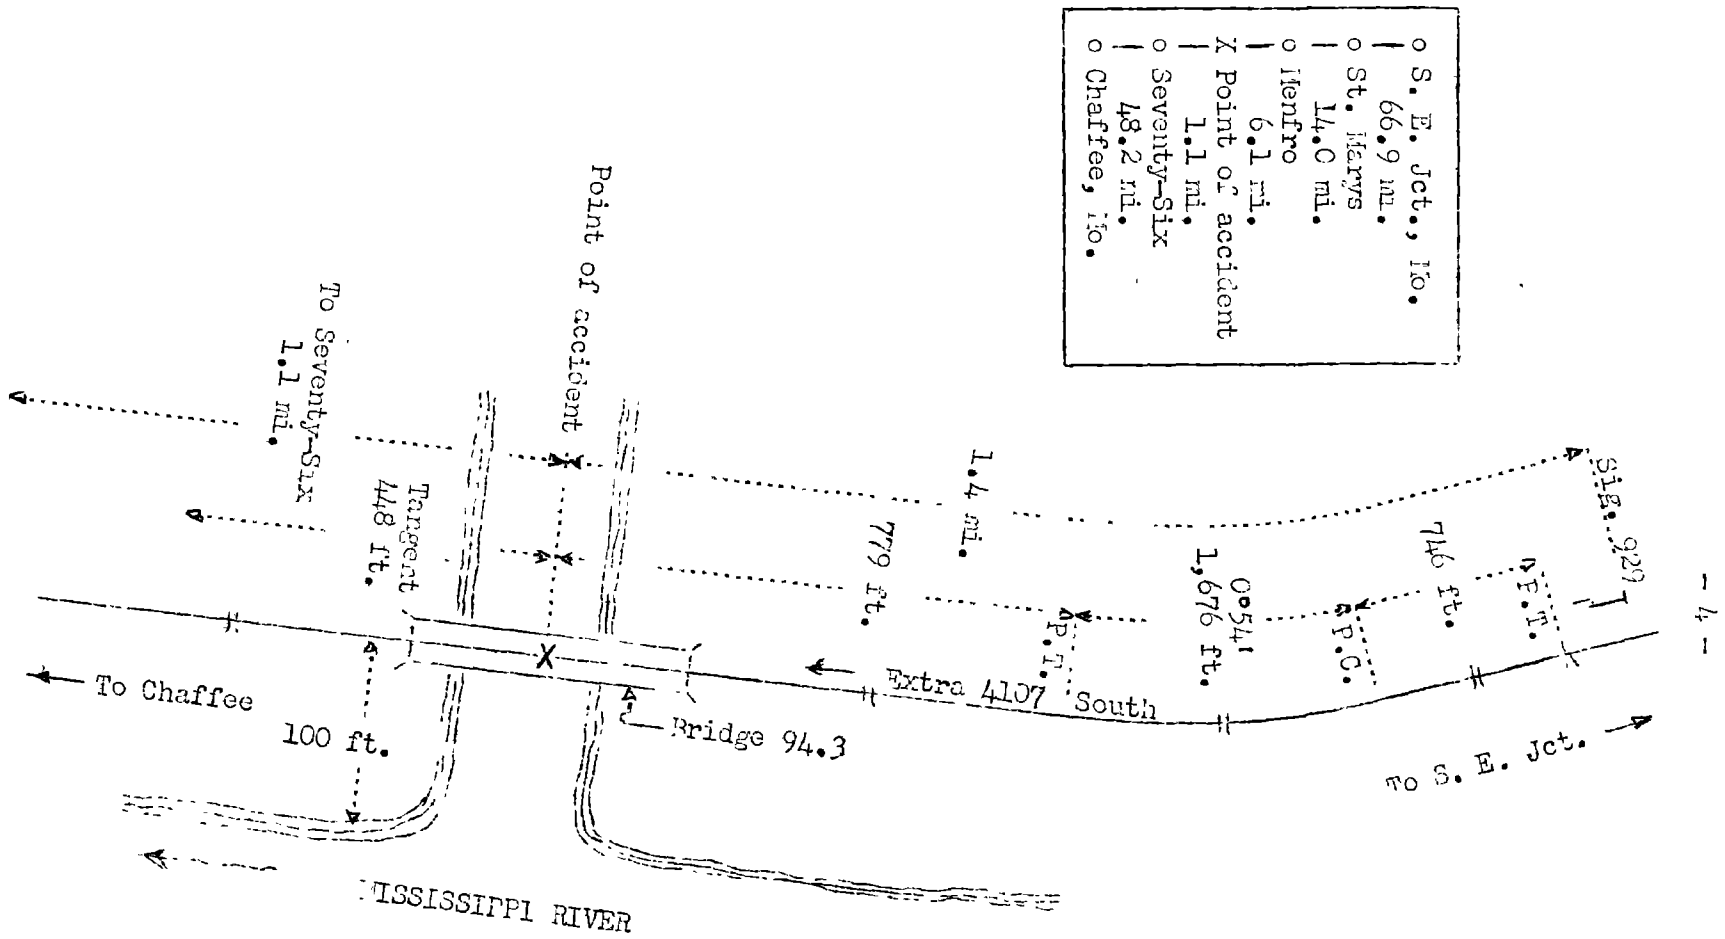 - 4 -
o S. E. Jct., Mo.
| 66.9 mi.
o St. Marys
| 14.0 mi.
o Menfro
| 6.1 mi.
X Point of accident
| 1.1 mi.
o Seventy-Six
| 48.2 mi.
o Chaffee, Mo.
Point of accident
To Seventy-Six
1.1 mi.
Tangent
448 ft.
1.4 mi.
779 ft.
P.T.
0°54'
1,676 ft.
P.C.
746 ft.
P.T.
Sig. 929
X
Extra 4107 South
To Chaffee
100 ft.
Bridge 94.3
To S. E. Jct.
MISSISSIPPI RIVER